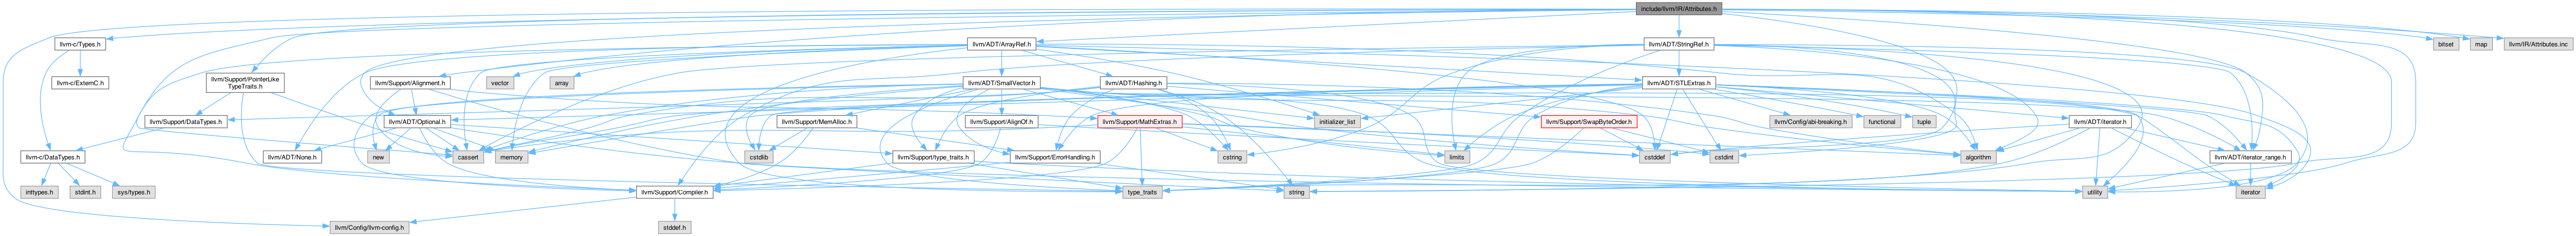 include/llvm/IR/Attributes.h
llvm-c/Types.h
llvm/ADT/ArrayRef.h
llvm/ADT/StringRef.h
bitset
map
llvm/IR/Attributes.inc
llvm-c/ExternC.h
llvm/Support/PointerLike
TypeTraits.h
llvm/Support/Alignment.h
vector
array
llvm/ADT/SmallVector.h
llvm/ADT/Hashing.h
llvm/ADT/STLExtras.h
llvm/Support/DataTypes.h
llvm/ADT/Optional.h
llvm/Support/MemAlloc.h
llvm/Support/AlignOf.h
llvm/Support/MathExtras.h
initializer_list
llvm/Support/SwapByteOrder.h
llvm/Config/abi-breaking.h
functional
tuple
llvm/ADT/iterator.h
llvm-c/DataTypes.h
llvm/ADT/None.h
new
cassert
memory
cstdlib
llvm/Support/type_traits.h
llvm/Support/ErrorHandling.h
cstring
limits
cstddef
cstdint
algorithm
llvm/ADT/iterator_range.h
inttypes.h
stdint.h
sys/types.h
llvm/Support/Compiler.h
type_traits
string
utility
iterator
llvm/Config/llvm-config.h
stddef.h